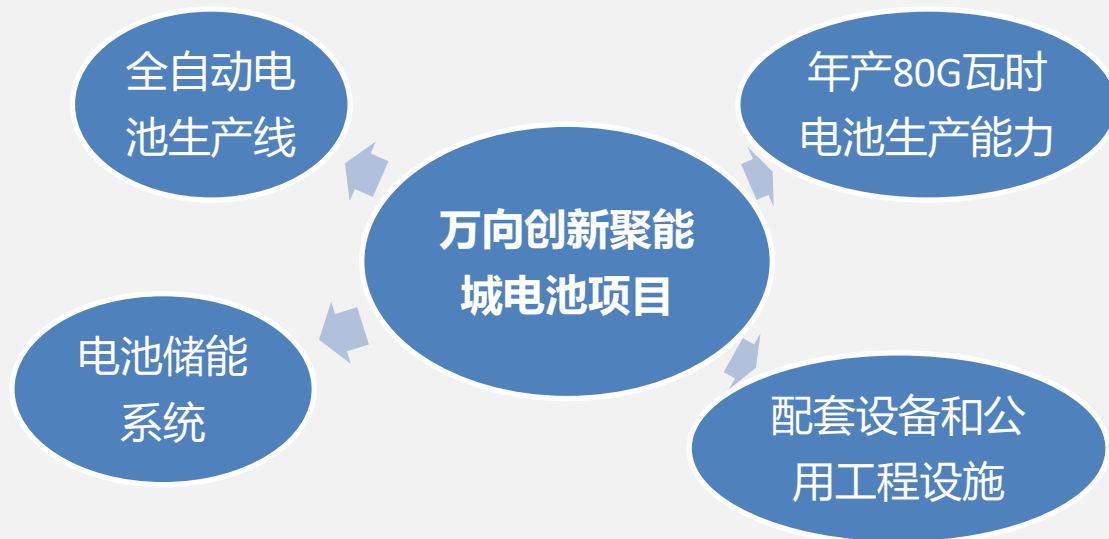 全自动电
池生产线
年产80G瓦时
电池生产能力
万向创新聚能
城电池项目
电池储能
系统
配套设备和公
用工程设施